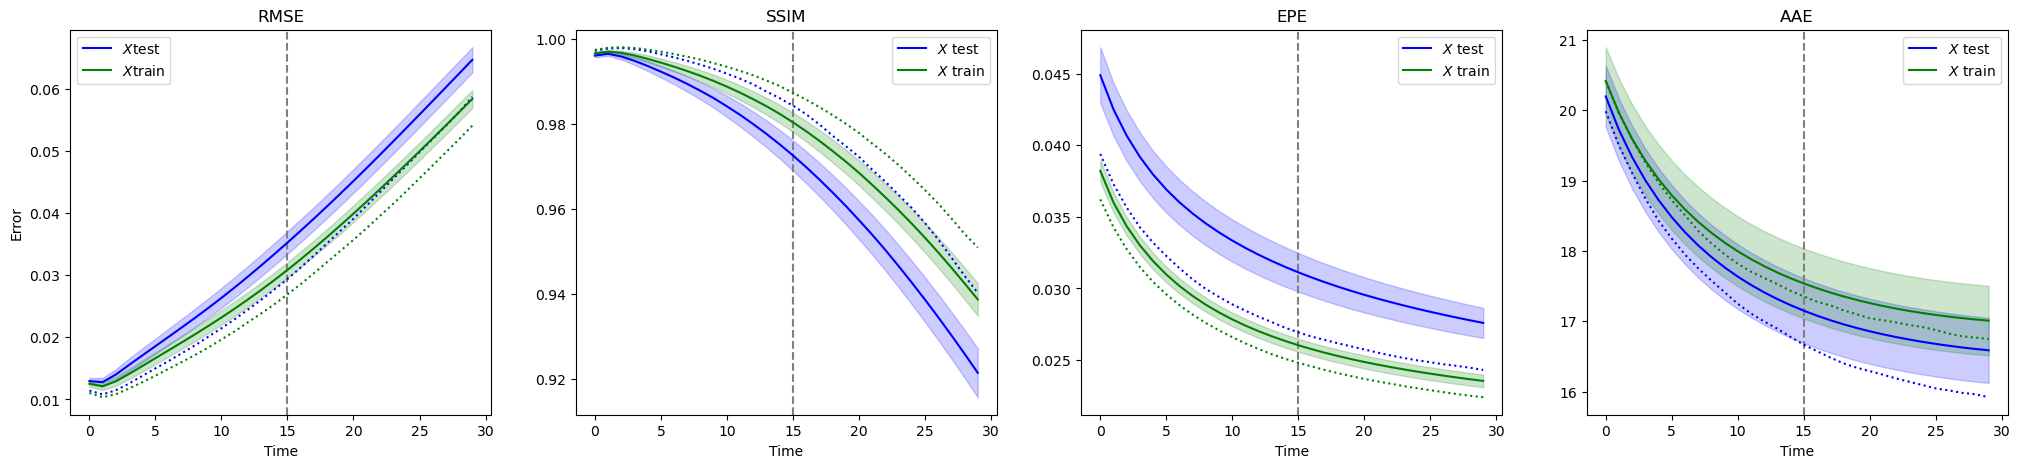 RMSE
Xtest
Xtrain
Error
0.06
0.05
0.04
0.03
0.02
0.01
0 5 10 15 20 25 30
Time
SSIM
X test
X train
1.00
0.98
0.96
0.94
0.92
0 5 10 15 20 25 30
Time
EPE
X test
X train
0.045
0.040
0.035
0.030
0.025
0 5 10 15 20 25 30
Time
AAE
X test
X train
21
20
19
18
17
16
0 5 10 15 20 25 30
Time